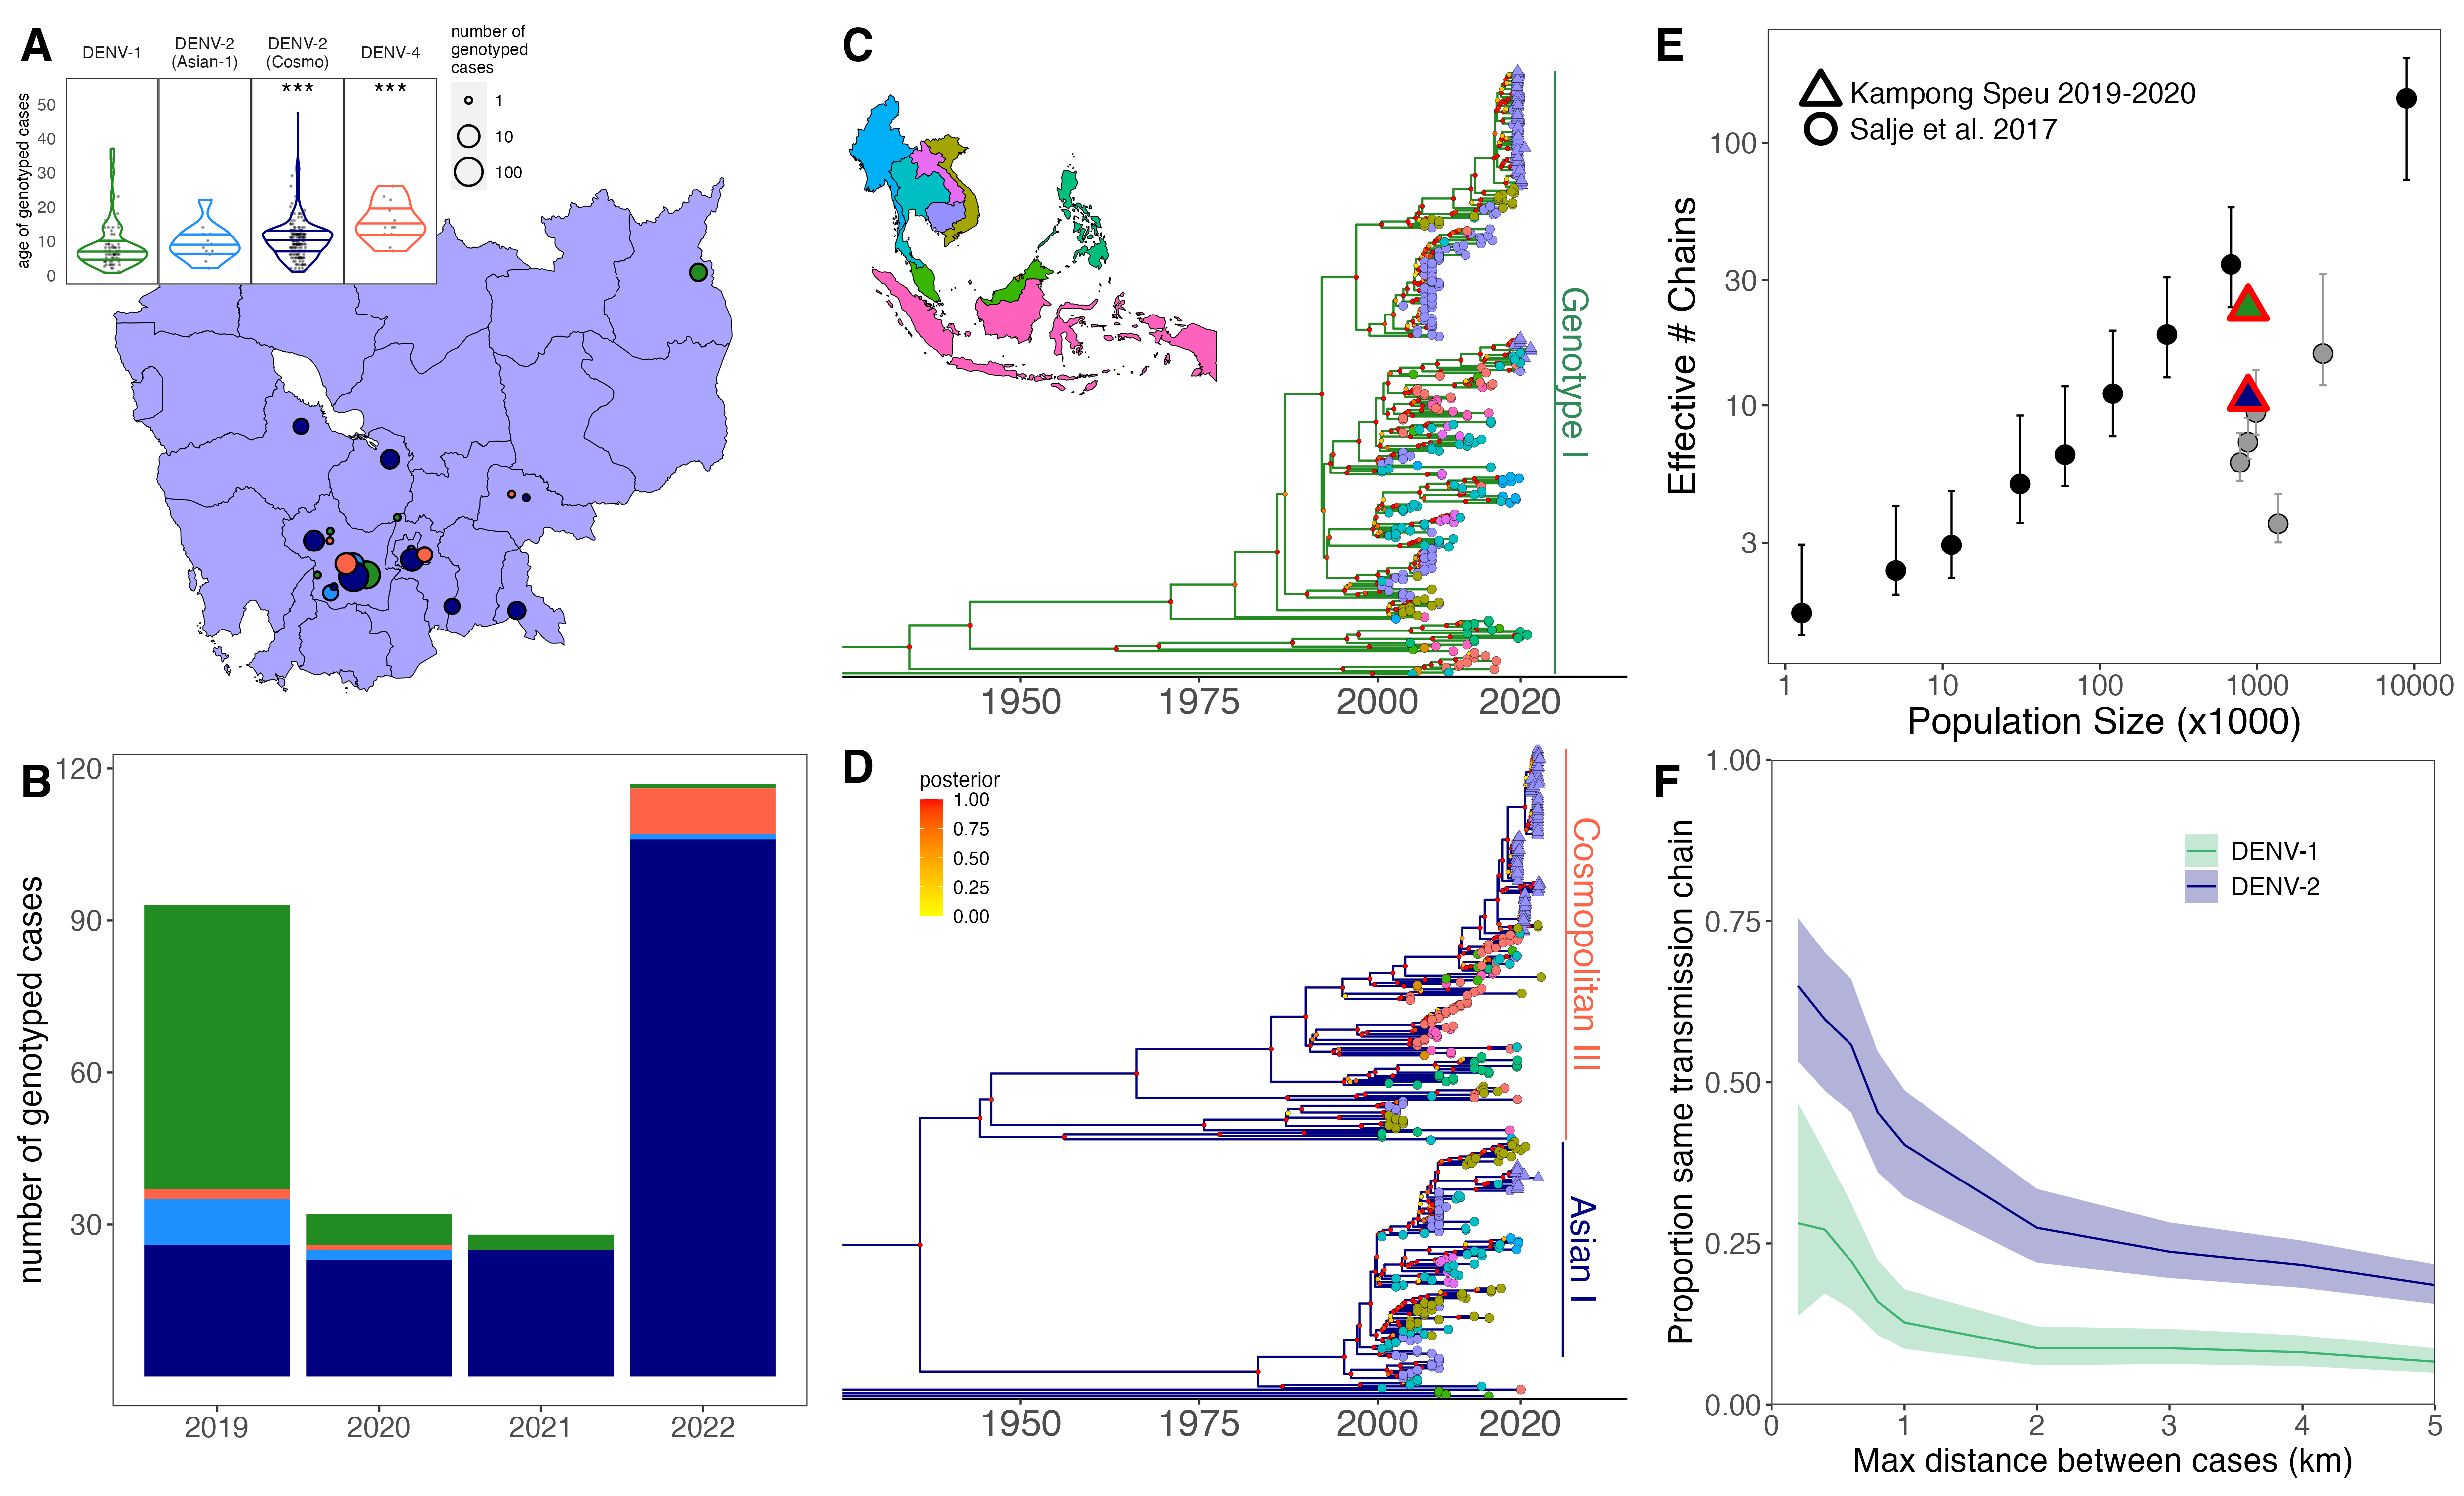 A
DENV-1
DENV-2
(Asian-1)
DENV-2
(Cosmo)
DENV-4
***
***
age of genotyped cases
50
40
30
20
10
0
number of
genotyped
cases
1
10
100
B
number of genotyped cases
120
90
60
30
2019
2020
2021
2022
C
Genotype I
1950
1975
2000
2020
D
posterior
1.00
0.75
0.50
0.25
0.00
Cosmopolitan III
Asian I
1950
1975
2000
2020
E
Kampong Speu 2019-2020
Salje et al. 2017
Effective # Chains
100
30
10
3
1
10
100
1000
10000
Population Size (x1000)
F
Proportion same transmission chain
1.00
0.75
0.50
0.25
0.00
DENV-1
DENV-2
0
1
2
3
4
5
Max distance between cases (km)